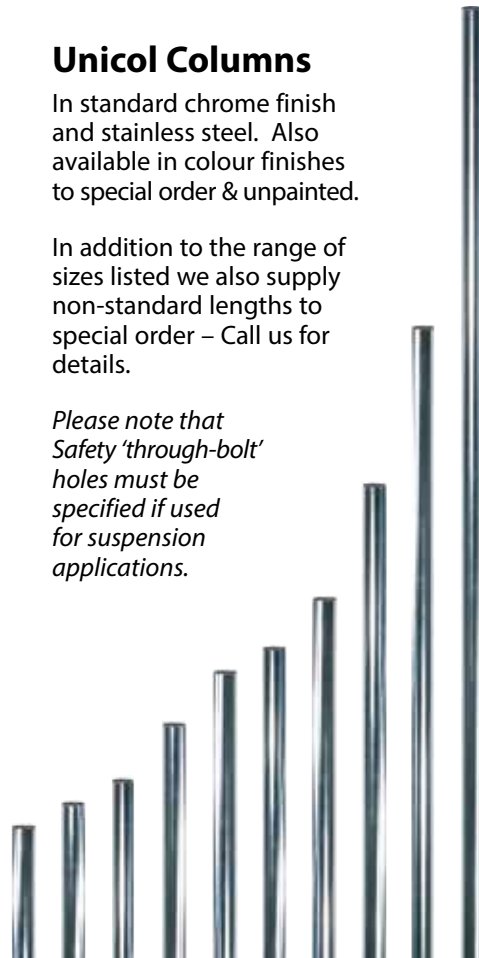 Unicol Columns
In standard chrome finish
and stainless steel.  Also
available in colour finishes
to special order & unpainted.
In addition to the range of
sizes listed we also supply
non-standard lengths to
special order – Call us for
details.
Please note that
Safety ‘through-bolt’
holes must be
specified if used
for suspension
applications.